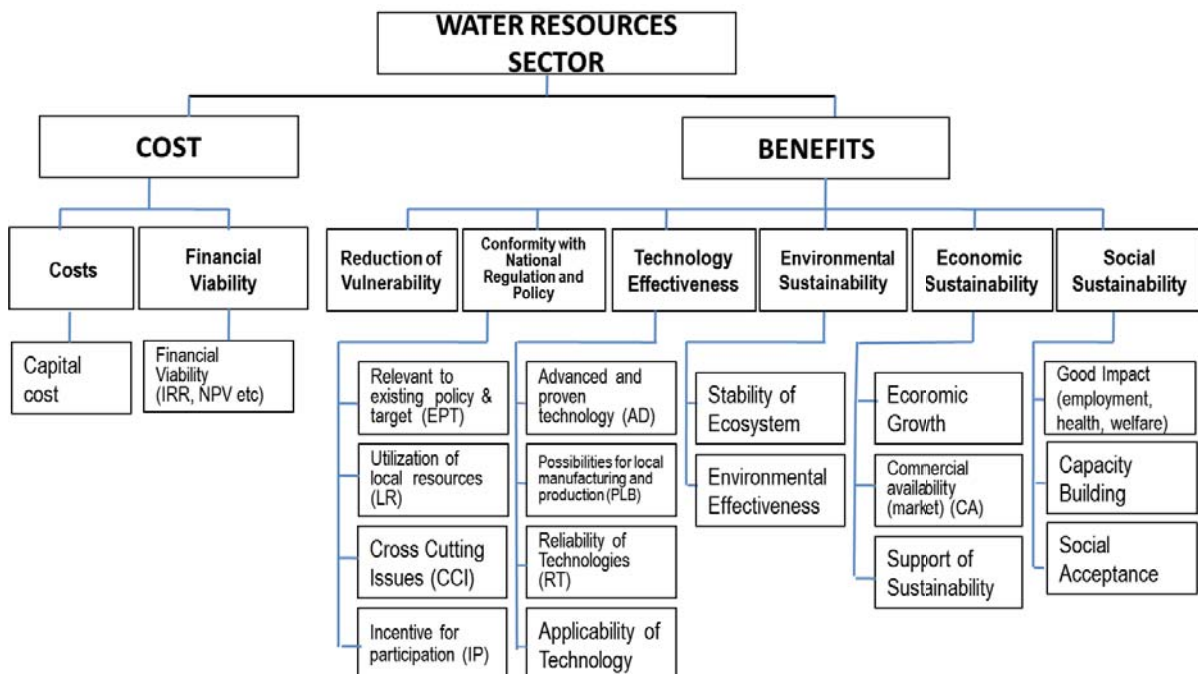 WATER RESOURCES
SECTOR
COST
BENEFITS
Costs
Financial
Viability
Reduction of
Vulnerability
Conformity with
National
Regulation and
Policy
Technology
Effectiveness
Environmental
Sustainability
Economic
Sustainability
Social
Sustainability
Capital
cost
Financial
Viability
(IRR, NPV etc)
Relevant to
existing policy &
target (EPT)
Utilization of
local resources
(LR)
Cross Cutting
Issues (CCI)
Incentive for
participation (IP)
Advanced and
proven
technology (AD)
Possibilities for local
manufacturing and
production (PLB)
Reliability of
Technologies
(RT)
Applicability of
Technology
Stability of
Ecosystem
Environmental
Effectiveness
Economic
Growth
Commercial
availability
(market) (CA)
Support of
Sustainability
Good Impact
(employment,
health, welfare)
Capacity
Building
Social
Acceptance